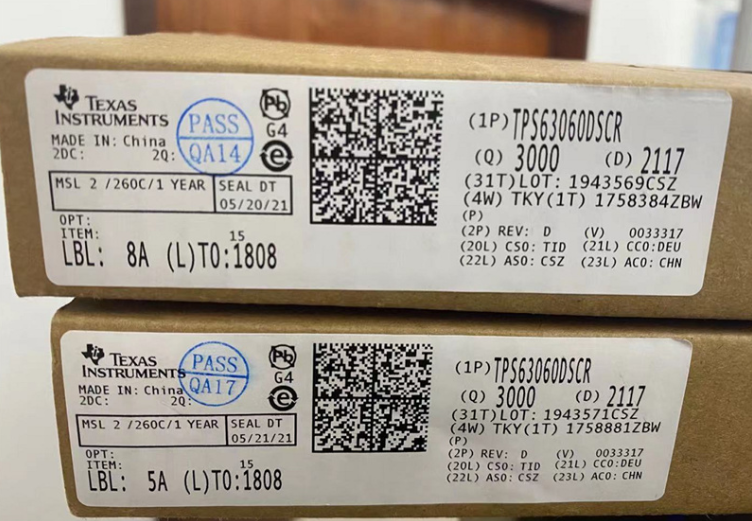 TEXAS
INSTRUMENTS
MADE IN: China
2DC: 2Q:
PASS
QA14
Pb
G4
e
MSL 2 /260C/1 YEAR
SEAL DT
05/20/21
OPT:
ITEM: 15
LBL: 8A (L)TO:1808
(1P)TPS63060DSCR
(Q) 3000 (D) 2117
(31T)LOT: 1943569CSZ
(4W) TKY(1T) 1758384ZBW
(P)
(2P) REV: D (V) 0033317
(20L) CSO: TID (21L) CCO:DEU
(22L) ASO: CSZ (23L) ACO: CHN
TEXAS
INSTRUMENTS
MADE IN: China
2DC: 2Q:
PASS
QA17
Pb
G4
e
MSL 2 /260C/1 YEAR
SEAL DT
05/21/21
OPT:
ITEM: 15
LBL: 5A (L)TO:1808
(1P)TPS63060DSCR
(Q) 3000 (D) 2117
(31T)LOT: 1943571CSZ
(4W) TKY(1T) 1758881ZBW
(P)
(2P) REV: D (V) 0033317
(20L) CSO: TID (21L) CCO:DEU
(22L) ASO: CSZ (23L) ACO: CHN